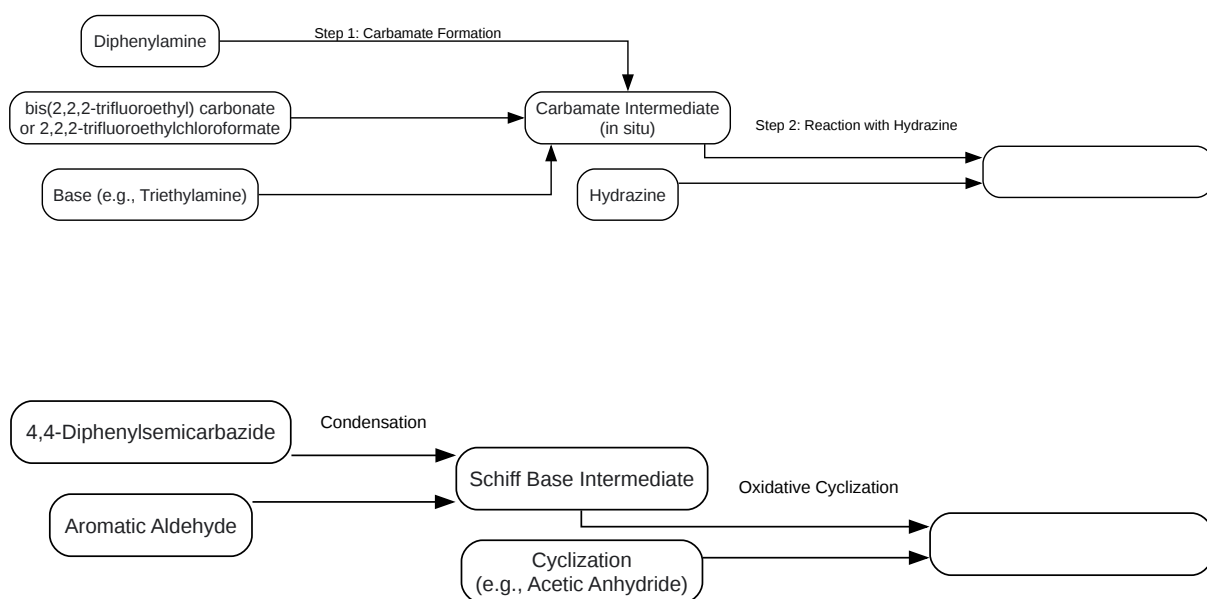 Diphenylamine
Step 1: Carbamate Formation
bis(2,2,2-trifluoroethyl) carbonate
or 2,2,2-trifluoroethylchloroformate
Carbamate Intermediate
(in situ)
Step 2: Reaction with Hydrazine
Base (e.g., Triethylamine)
Hydrazine
4,4-Diphenylsemicarbazide
Condensation
Schiff Base Intermediate
Oxidative Cyclization
Aromatic Aldehyde
Cyclization
(e.g., Acetic Anhydride)